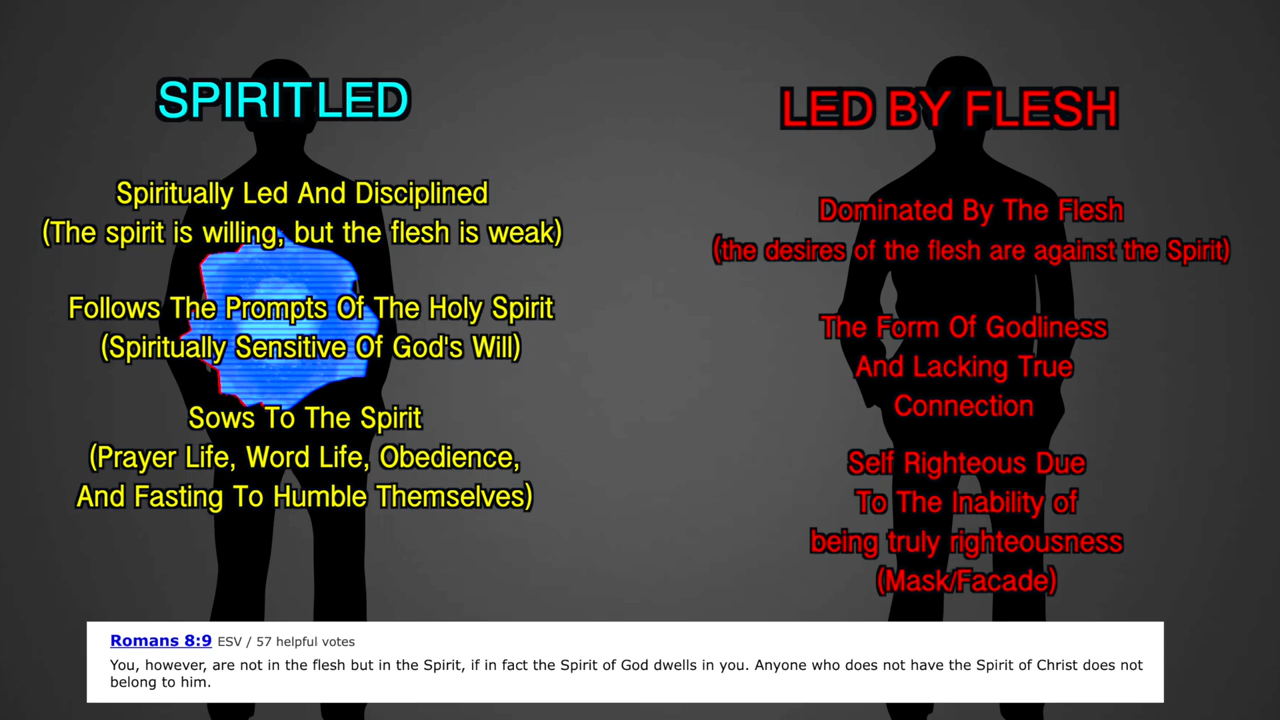 SPIRIT LED
Spiritually Led And Disciplined
(The spirit is willing, but the flesh is weak)
Follows The Prompts Of The Holy Spirit
(Spiritually Sensitive Of God's Will)
Sows To The Spirit
(Prayer Life, Word Life, Obedience,
And Fasting To Humble Themselves)
LED BY FLESH
Dominated By The Flesh
(the desires of the flesh are against the Spirit)
The Form Of Godliness
And Lacking True
Connection
Self Righteous Due
To The Inability of
being truly righteousness
(Mask/Facade)
Romans 8:9 ESV / 57 helpful votes
You, however, are not in the flesh but in the Spirit, if in fact the Spirit of God dwells in you. Anyone who does not have the Spirit of Christ does not
belong to him.